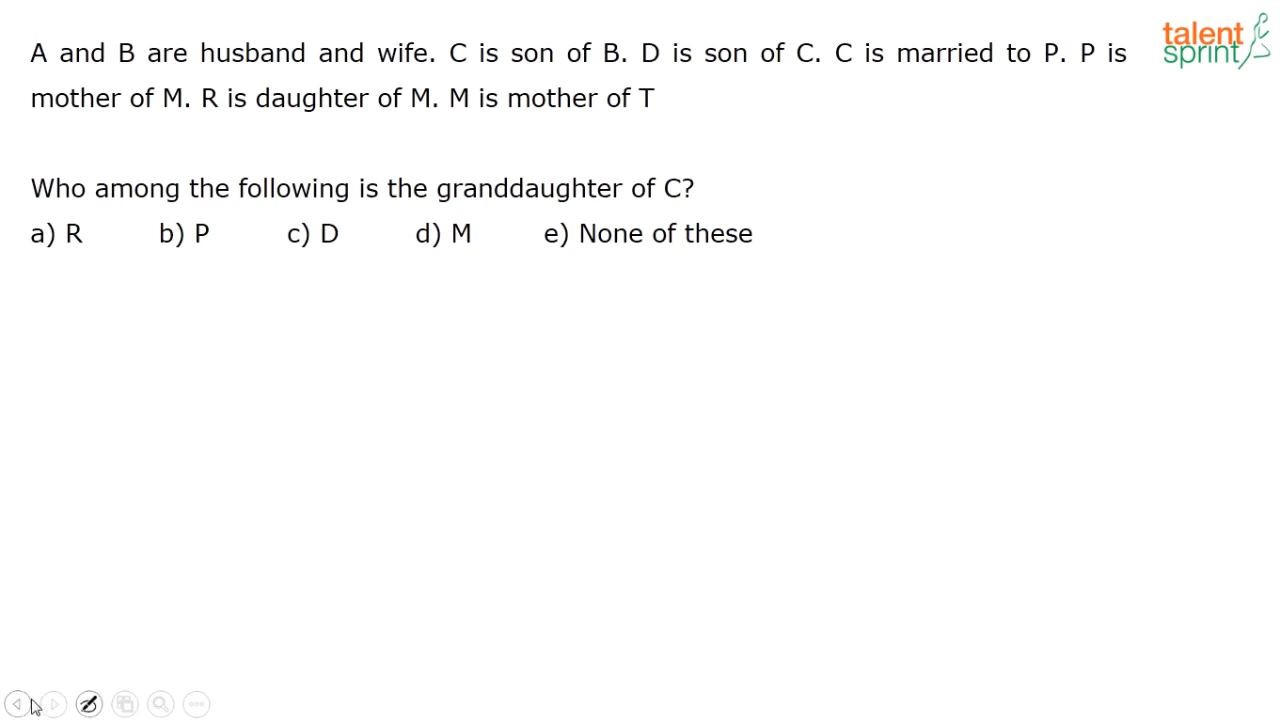 A and B are husband and wife. C is son of B. D is son of C. C is married to P. P is
mother of M. R is daughter of M. M is mother of T
Who among the following is the granddaughter of C?
a) R b) P c) D d) M e) None of these
talent
sprint